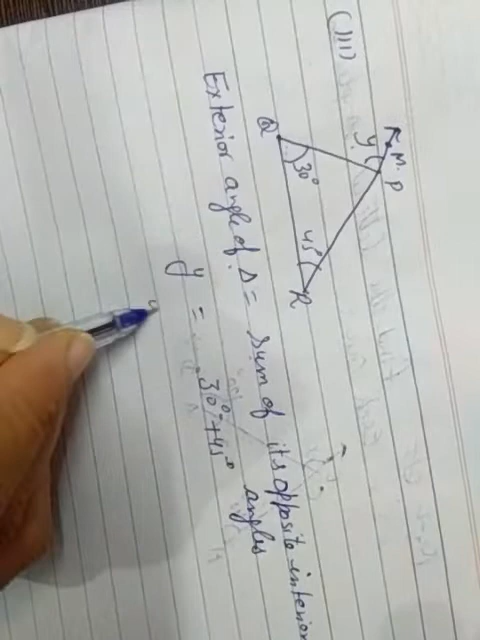 (III)
M. P
y
Q 30°
45° R
Exterior angle of Δ = sum of its opposite interior
angles
y = 30° + 45°